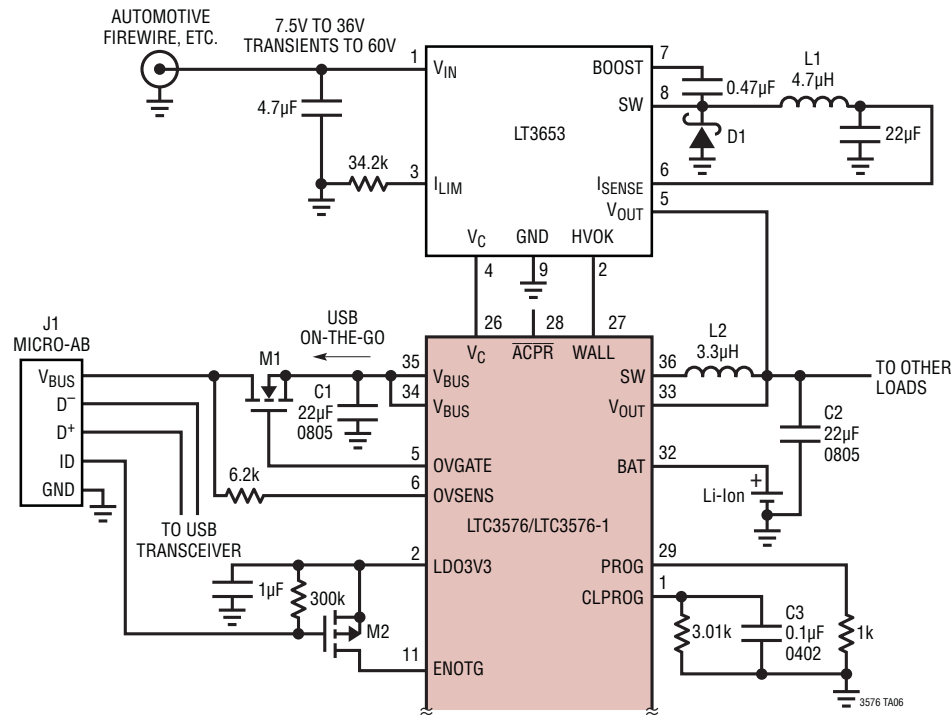 AUTOMOTIVE
FIREWIRE, ETC.
7.5V TO 36V
TRANSIENTS TO 60V
1
VIN
4.7µF
34.2k
3
ILIM
LT3653
BOOST
7
0.47µF
SW
8
L1
4.7µH
D1
22µF
ISENSE
6
VOUT
5
VC
GND
HVOK
4
9
2
26
28
27
VC
ACPR
WALL
J1
MICRO-AB
VBUS
D–
D+
ID
GND
USB
ON-THE-GO
M1
C1
22µF
0805
35
VBUS
34
VBUS
5
OVGATE
6.2k
6
OVSENS
TO USB
TRANSCEIVER
LTC3576/LTC3576-1
SW
36
L2
3.3µH
VOUT
33
TO OTHER
LOADS
C2
22µF
0805
BAT
32
Li-Ion
+
2
LDO3V3
1µF
300k
M2
11
ENOTG
PROG
29
CLPROG
1
3.01k
C3
0.1µF
0402
1k
3576 TA06